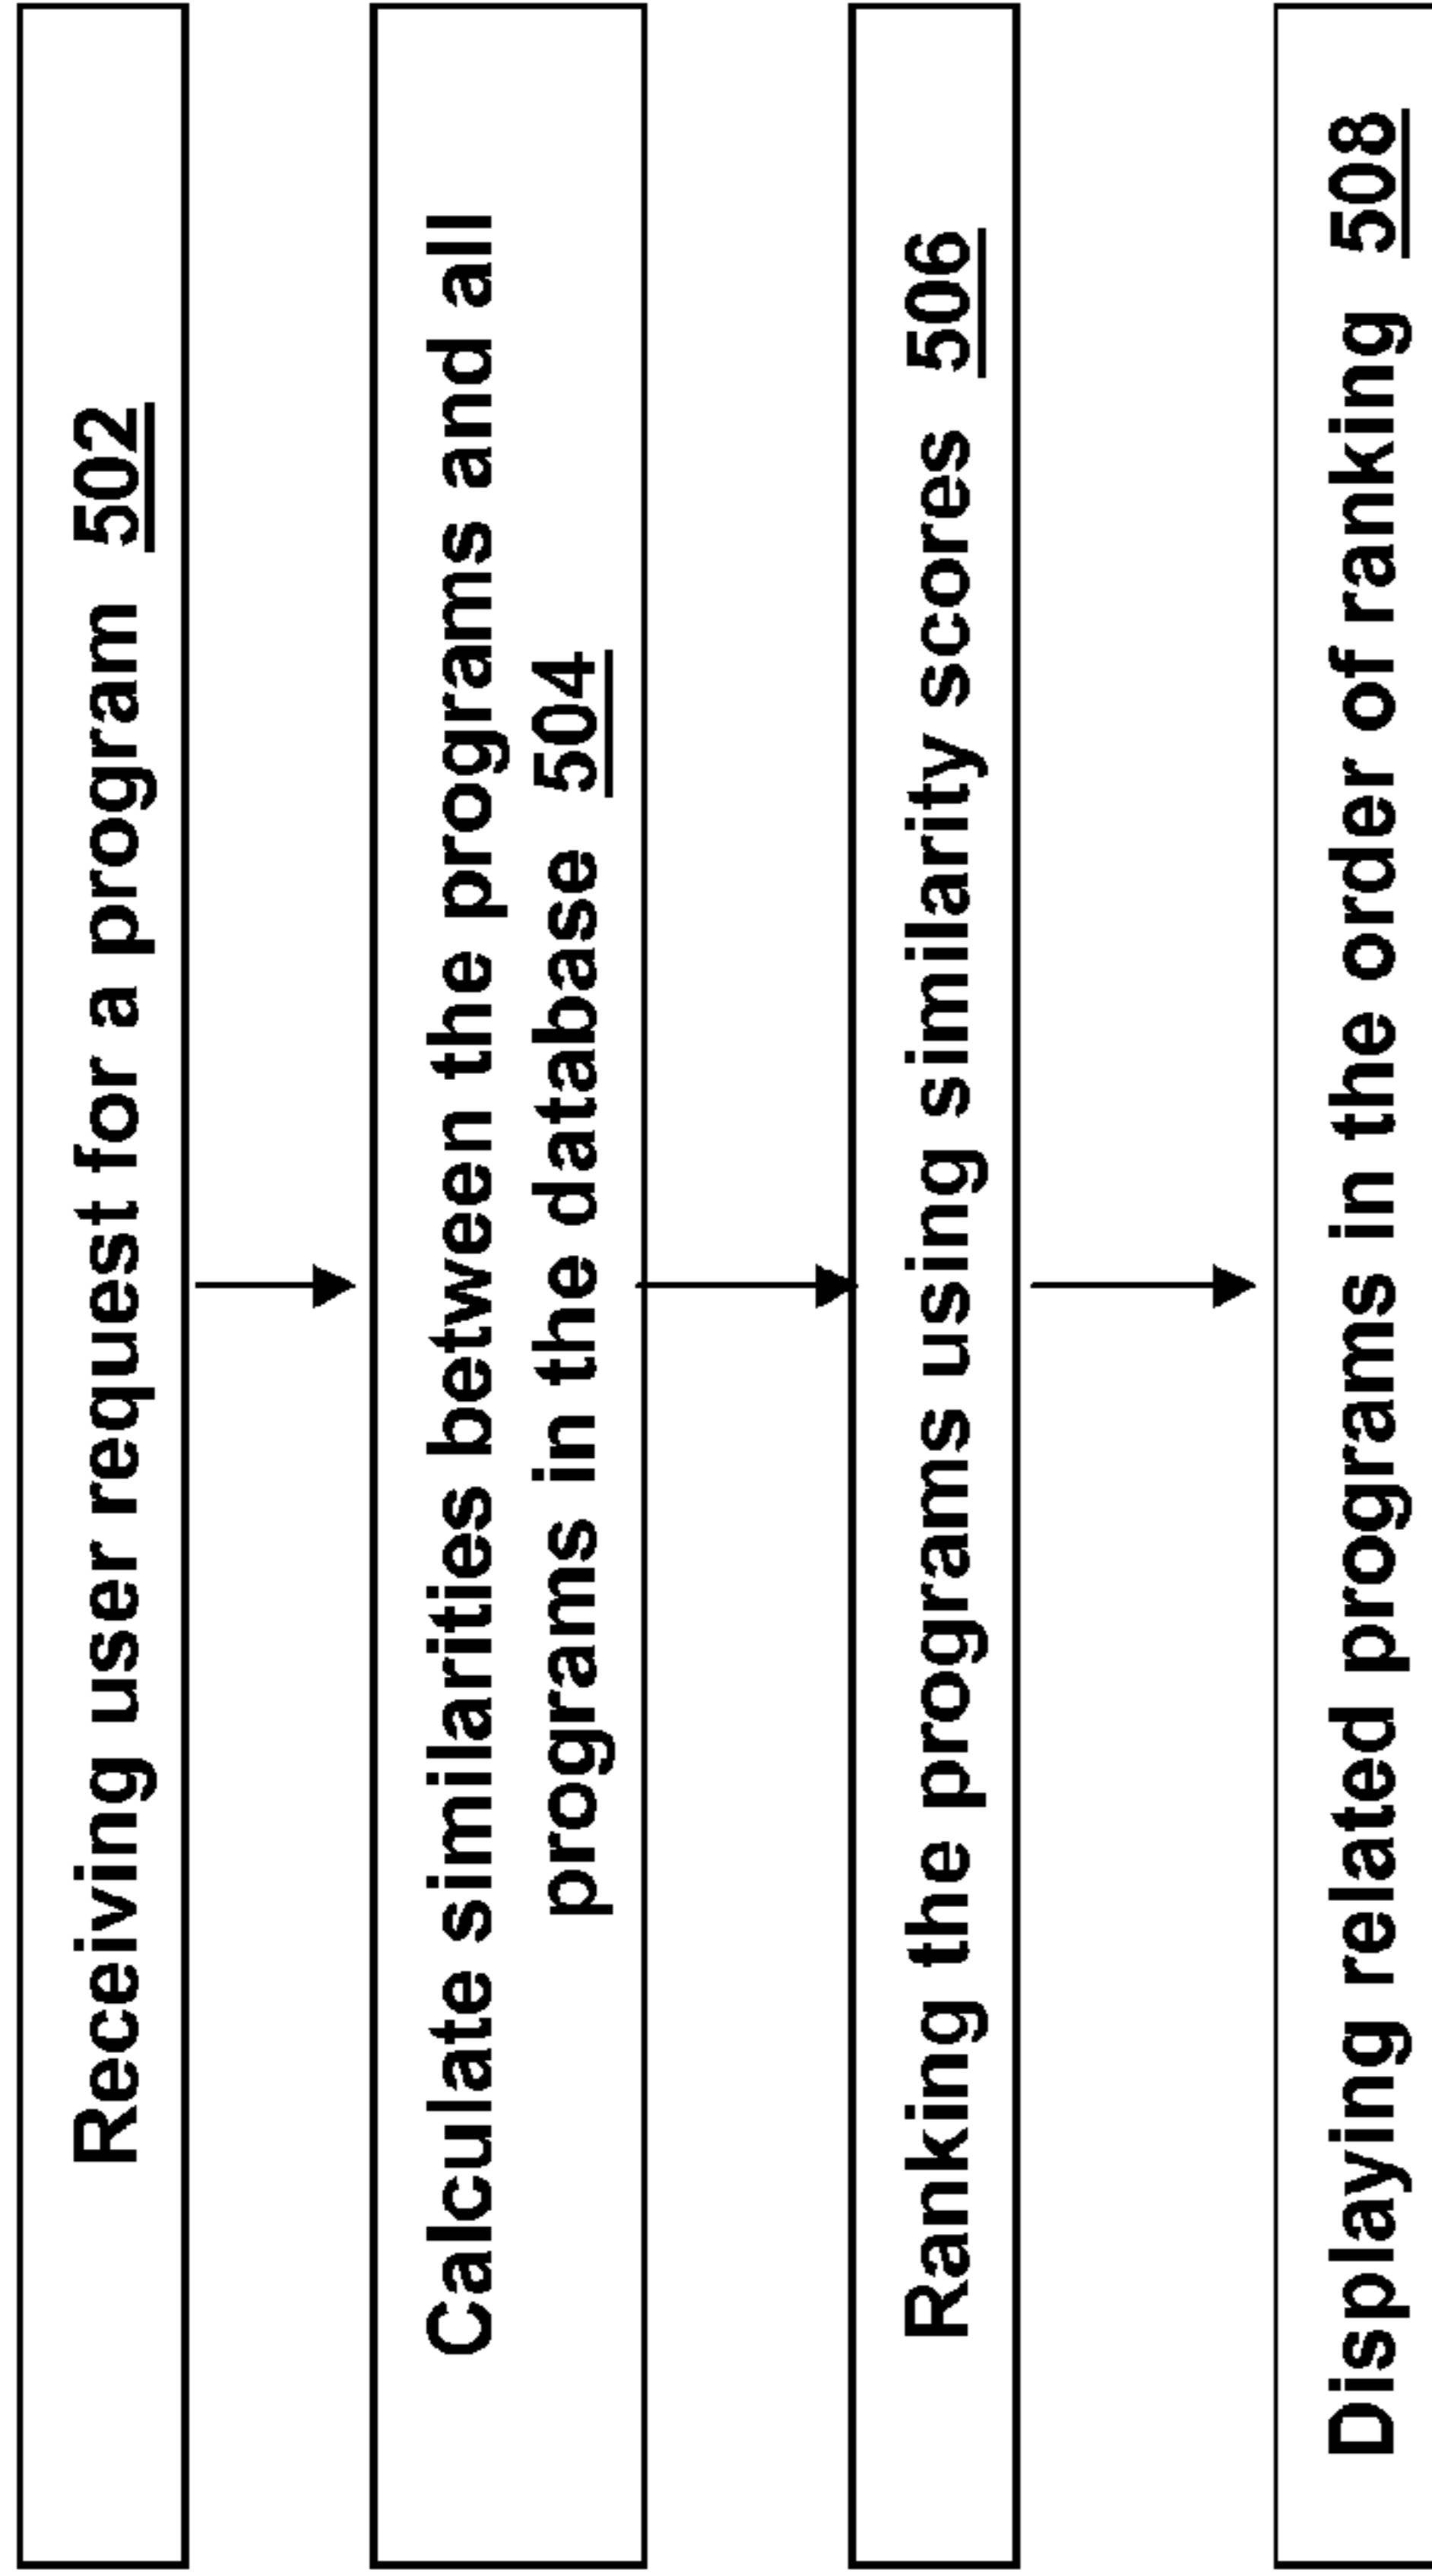 Receiving user request for a program 502
Calculate similarities between the programs and all
programs in the database 504
Ranking the programs using similarity scores 506
Displaying related programs in the order of ranking 508